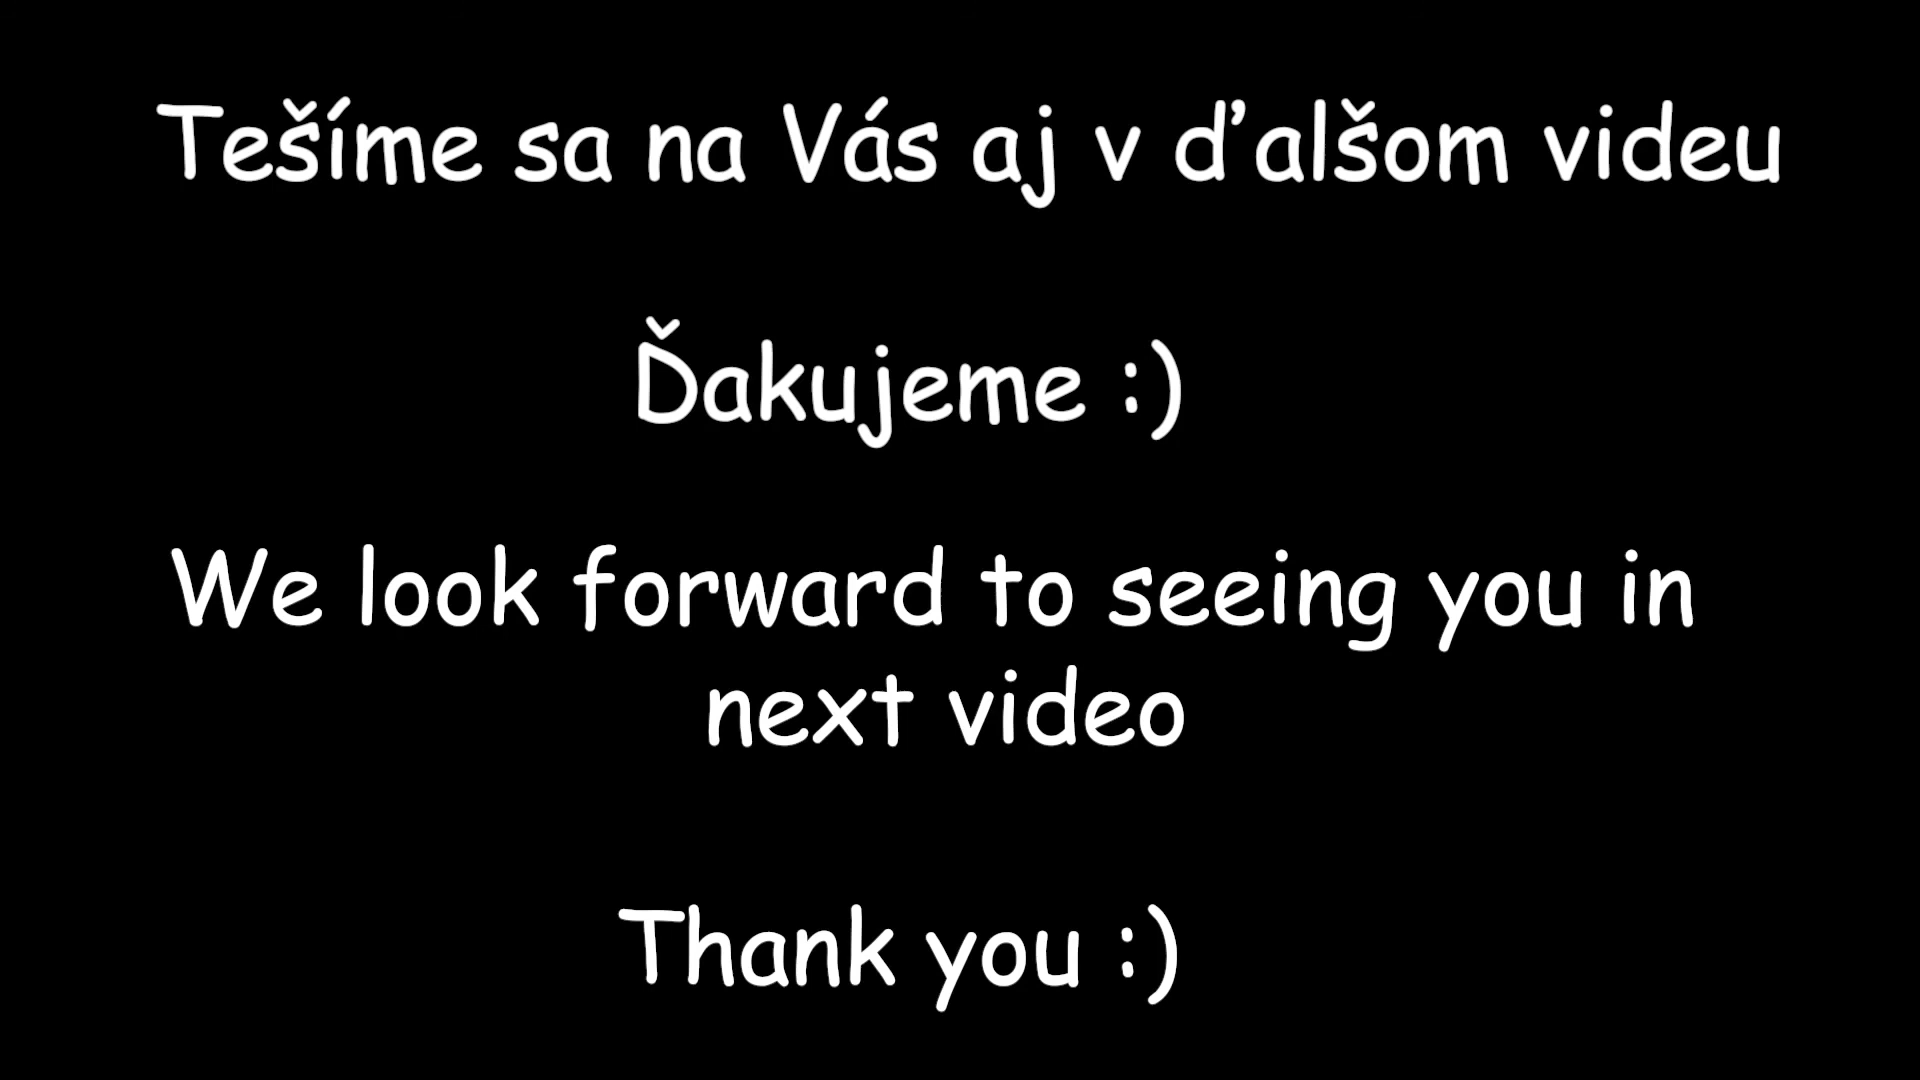 Tešíme sa na Vás aj v ďalšom videu
Ďakujeme :)
We look forward to seeing you in
next video
Thank you :)